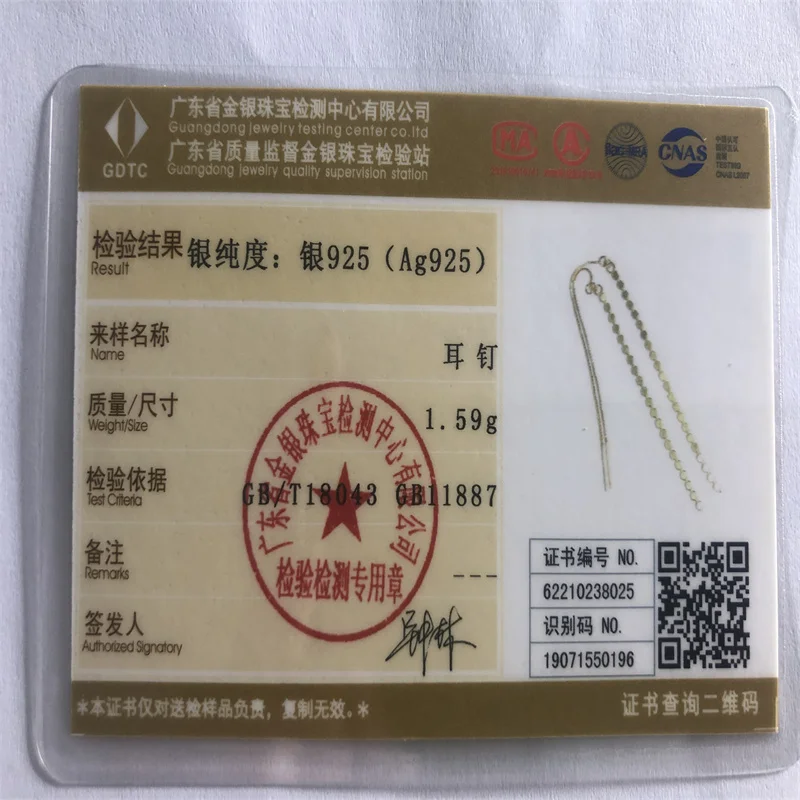 广东省金银珠宝检测中心有限公司
Guangdong jewelry testing center co.ltd
广东省质量监督金银珠宝检验站
Guangdong jewelry quality supervision station
GDTC
MA
CNAS
检验结果
Result
银纯度：银925（Ag925）
来样名称
Name
耳钉
质量/尺寸
Weight/Size
1.59g
检验依据
Test Criteria
GB/T18043 GB11887
备注
Remarks
---
签发人
Authorized Signatory
广东省金银珠宝检测中心有限公司
检验检测专用章
证书编号 NO.
62210238025
识别码 NO.
19071550196
*本证书仅对送检样品负责，复制无效。*
证书查询二维码